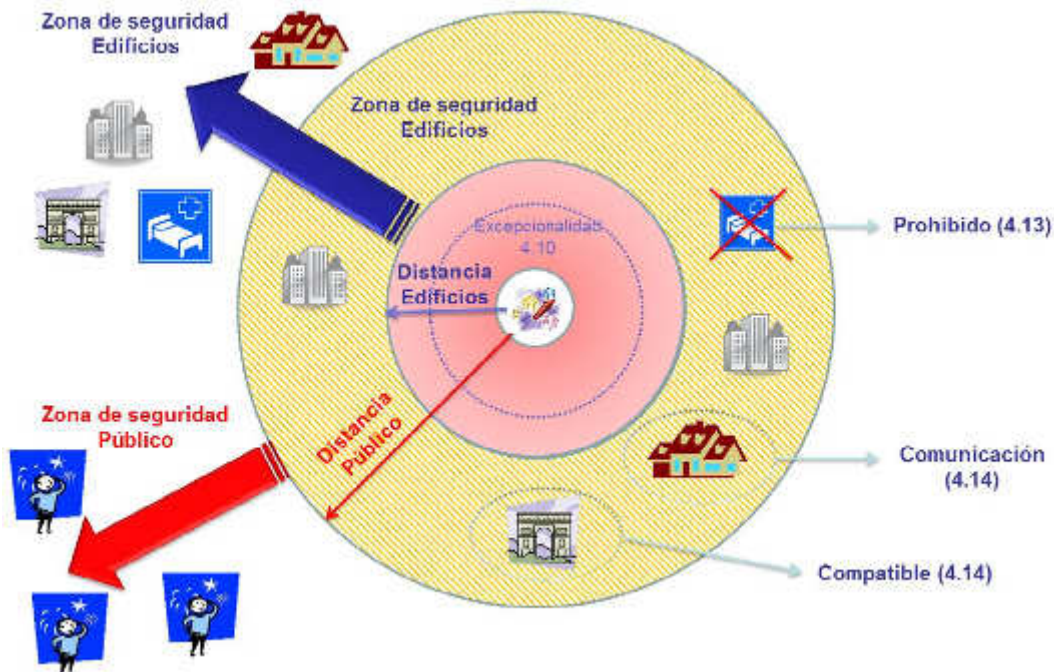 Zona de seguridad
Edificios
Zona de seguridad
Edificios
Excepcionalidad
4.10
Prohibido (4.13)
Distancia
Edificios
Zona de seguridad
Público
Distancia
Público
Comunicación
(4.14)
Compatible (4.14)